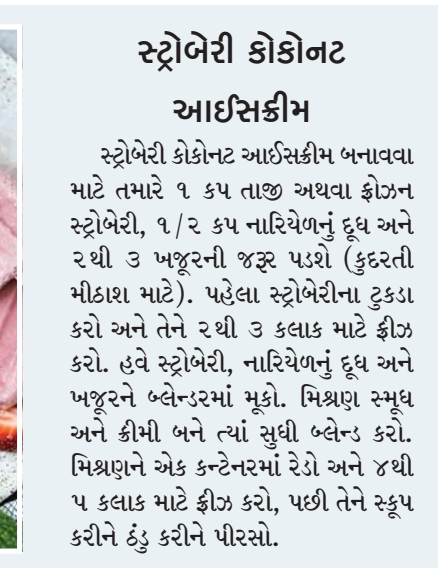 સ્ટ્રોબેરી કોકોનટ
આઈસક્રીમ
સ્ટ્રોબેરી કોકોનટ આઈસક્રીમ બનાવવા
માટે તમારે ૧ કપ તાજી અથવા ફ્રોઝન
સ્ટ્રોબેરી, ૧/૨ કપ નારિયેળનું દૂધ અને
૨થી ૩ ખજૂરની જરૂર પડશે (કુદરતી
મીઠાશ માટે). પહેલા સ્ટ્રોબેરીના ટુકડા
કરો અને તેને ૨થી ૩ કલાક માટે ફ્રીઝ
કરો. હવે સ્ટ્રોબેરી, નારિયેળનું દૂધ અને
ખજૂરને બ્લેન્ડરમાં મૂકો. મિશ્રણ સ્મૂધ
અને ક્રીમી બને ત્યાં સુધી બ્લેન્ડ કરો.
મિશ્રણને એક કન્ટેનરમાં રેડો અને ૪થી
૫ કલાક માટે ફ્રીઝ કરો, પછી તેને સ્કૂપ
કરીને ઠંડુ કરીને પીરસો.